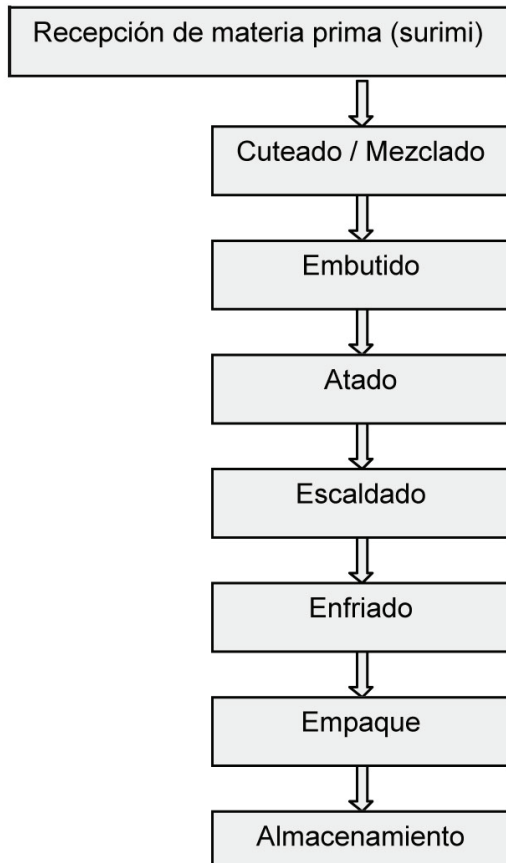 Recepción de materia prima (surimi)
Cuteado / Mezclado
Embutido
Atado
Escaldado
Enfriado
Empaque
Almacenamiento